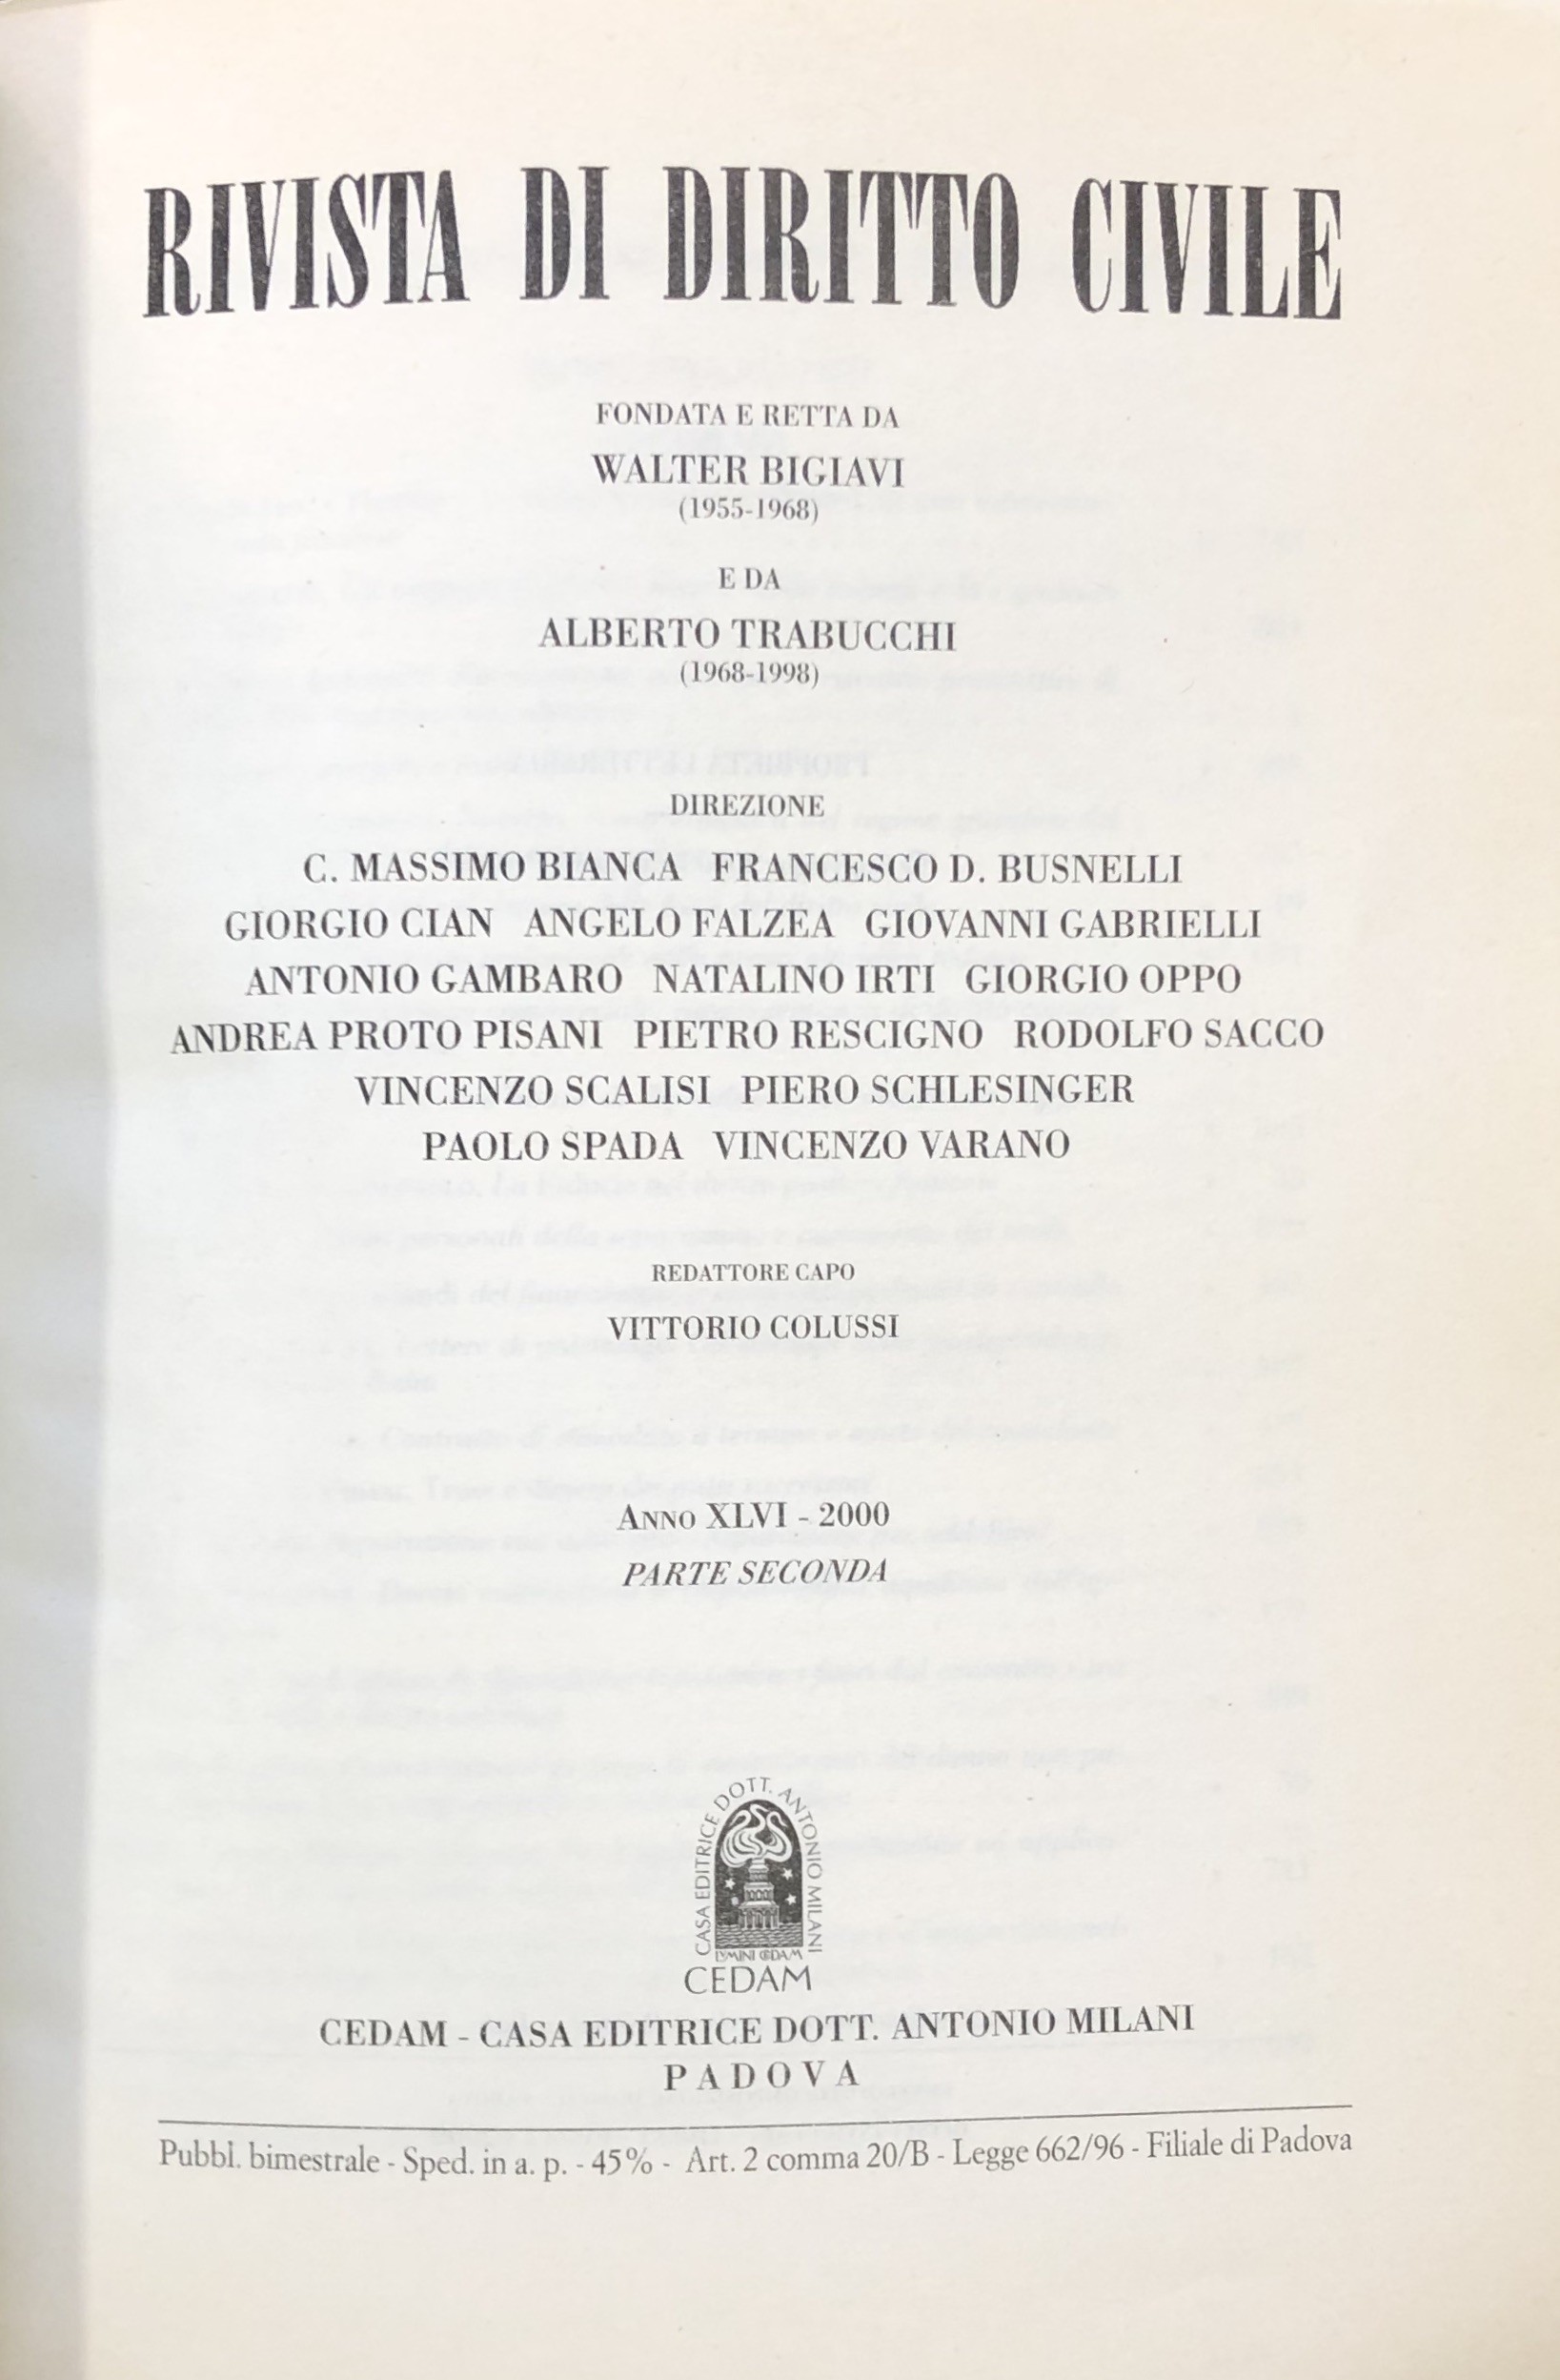 RIVISTA DI DIRITTO CIVILE
FONDATA E RETTA DA
WALTER BIGIAVI
(1955-1968)
E DA
ALBERTO TRABUCCHI
(1968-1998)
DIREZIONE
C. MASSIMO BIANCA FRANCESCO D. BUSNELLI
GIORGIO CIAN ANGELO FALZEA GIOVANNI GABRIELLI
ANTONIO GAMBARO NATALINO IRTI GIORGIO OPPO
ANDREA PROTO PISANI PIETRO RESCIGNO RODOLFO SACCO
VINCENZO SCALISI PIERO SCHLESINGER
PAOLO SPADA VINCENZO VARANO
REDATTORE CAPO
VITTORIO COLUSSI
ANNO XLVI - 2000
PARTE SECONDA
CASA EDITRICE DOTT. ANTONIO MILANI
LVMINI CEDAM
CEDAM
CEDAM - CASA EDITRICE DOTT. ANTONIO MILANI
PADOVA
Pubbl. bimestrale - Sped. in a. p. - 45% - Art. 2 comma 20/B - Legge 662/96 - Filiale di Padova